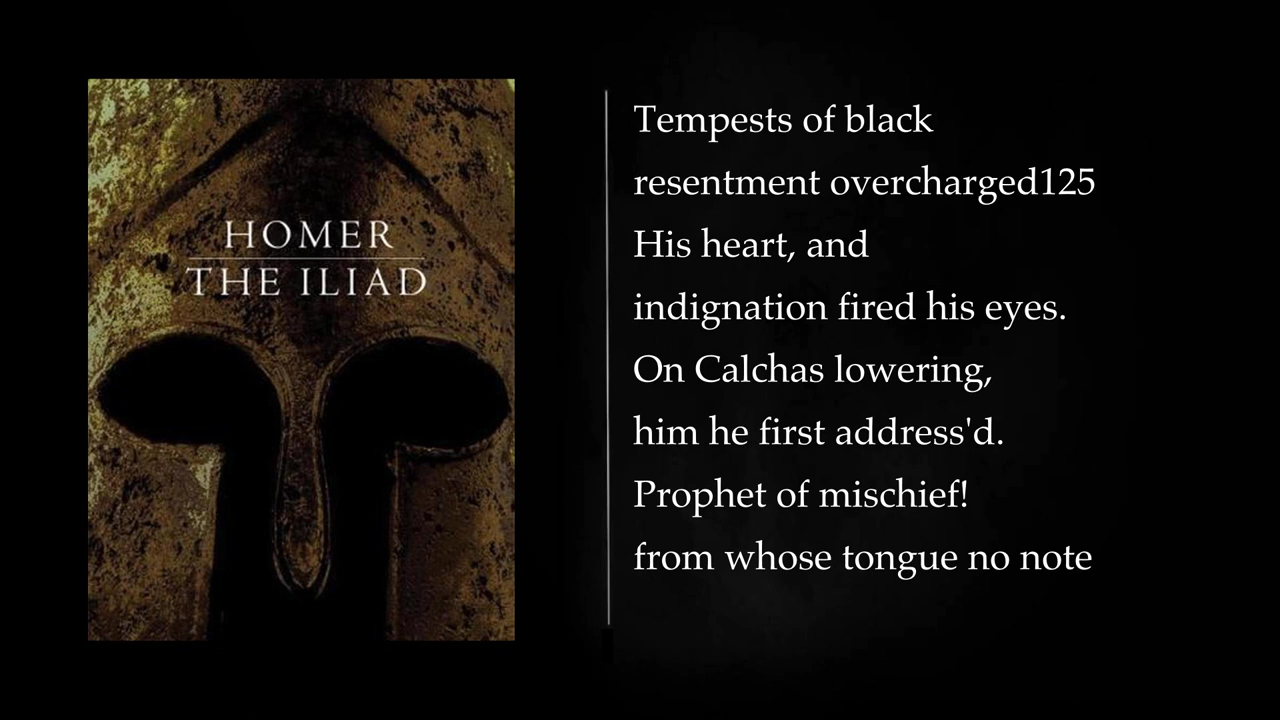 HOMER
THE ILIAD
Tempests of black
resentment overcharged125
His heart, and
indignation fired his eyes.
On Calchas lowering,
him he first address'd.
Prophet of mischief!
from whose tongue no note